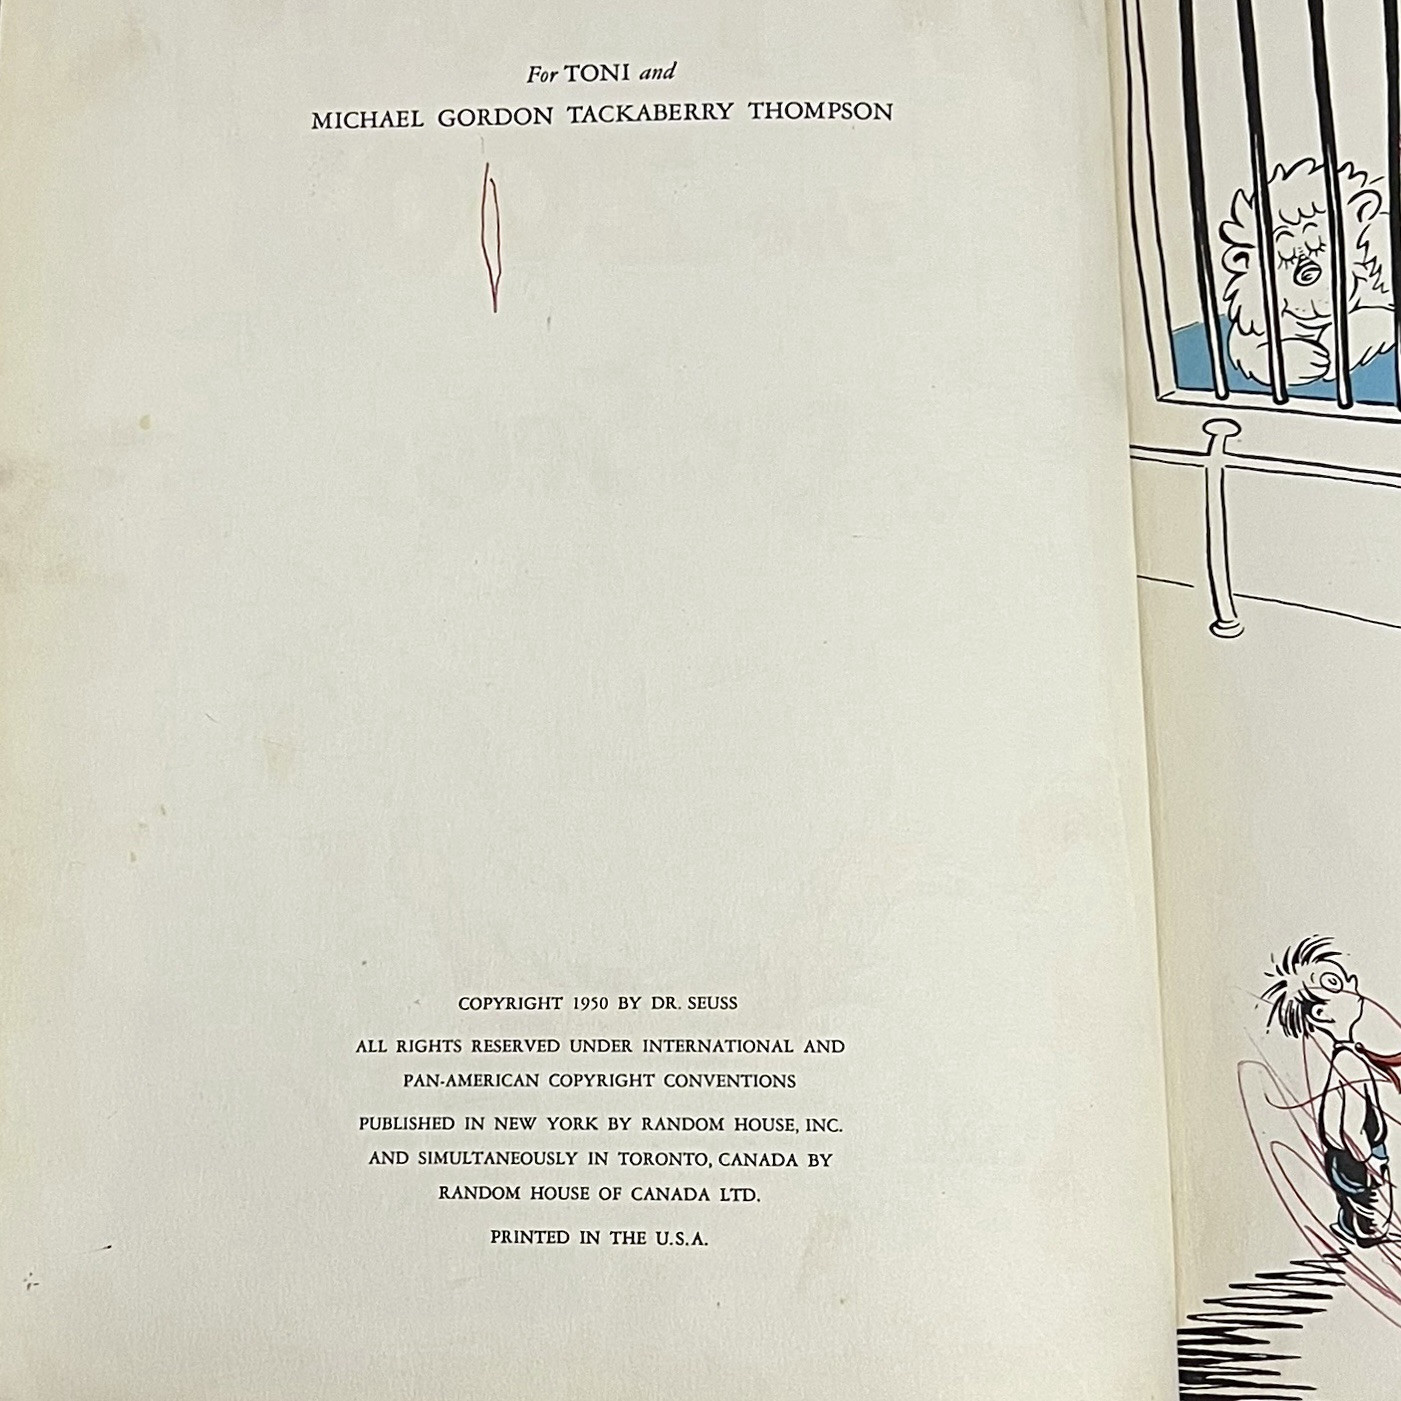 For TONI and
MICHAEL GORDON TACKABERRY THOMPSON
COPYRIGHT 1950 BY DR. SEUSS
ALL RIGHTS RESERVED UNDER INTERNATIONAL AND
PAN-AMERICAN COPYRIGHT CONVENTIONS
PUBLISHED IN NEW YORK BY RANDOM HOUSE, INC.
AND SIMULTANEOUSLY IN TORONTO, CANADA BY
RANDOM HOUSE OF CANADA LTD.
PRINTED IN THE U.S.A.